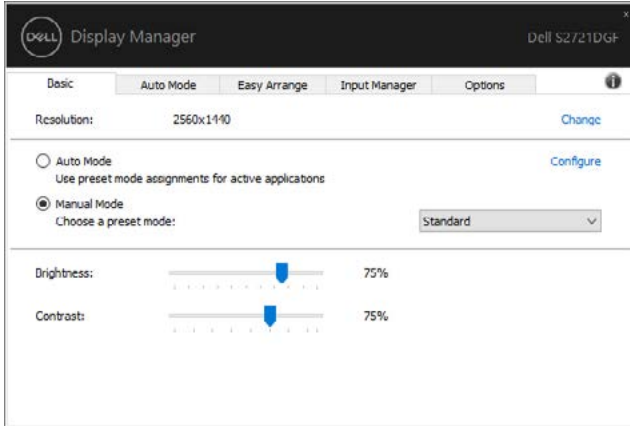 DELL Display Manager Dell S2721DGF
x
Basic Auto Mode Easy Arrange Input Manager Options i
Resolution: 2560x1440 Change
Auto Mode Configure
Use preset mode assignments for active applications
Manual Mode
Choose a preset mode: Standard
Brightness: 75%
Contrast: 75%